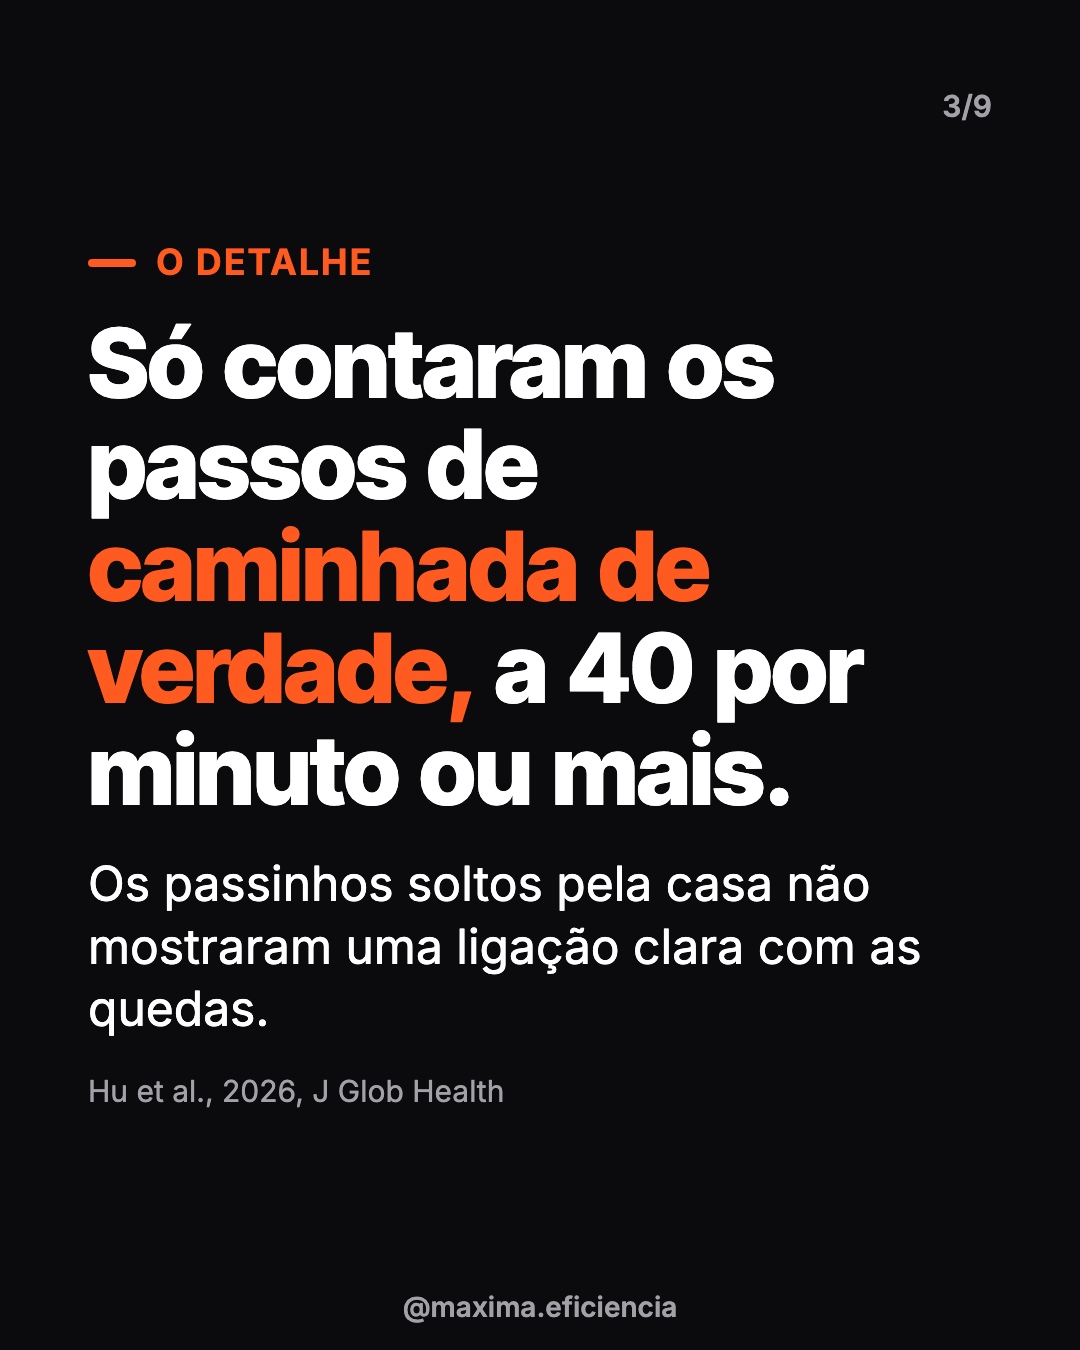 3/9
O DETALHE
Só contaram os
passos de
caminhada de
verdade, a 40 por
minuto ou mais.
Os passinhos soltos pela casa não
mostraram uma ligação clara com as
quedas.
Hu et al., 2026, J Glob Health
@maxima.eficiencia